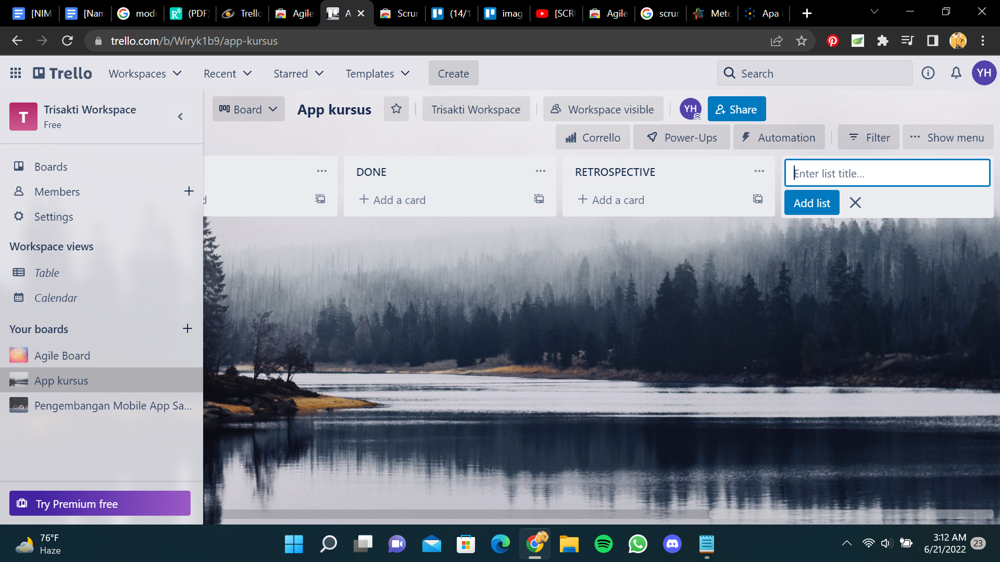 [NIM
[Nam
modu
(PDF)
Trello
Agile
A
Scrum
(14/1
imag
[SCRU
Agile
scrum
Meto
Apa i
trello.com/b/Wiryk1b9/app-kursus
Trello
Workspaces
Recent
Starred
Templates
Create
Search
YH
T
Trisakti Workspace
Free
Board
App kursus
Trisakti Workspace
Workspace visible
YH
Share
Corrello
Power-Ups
Automation
Filter
Show menu
Boards
Members
Settings
Workspace views
Table
Calendar
Your boards
Agile Board
App kursus
Pengembangan Mobile App Sa...
Try Premium free
d
DONE
Add a card
RETROSPECTIVE
Add a card
Enter list title...
Add list
76°F
Haze
3:12 AM
6/21/2022
23